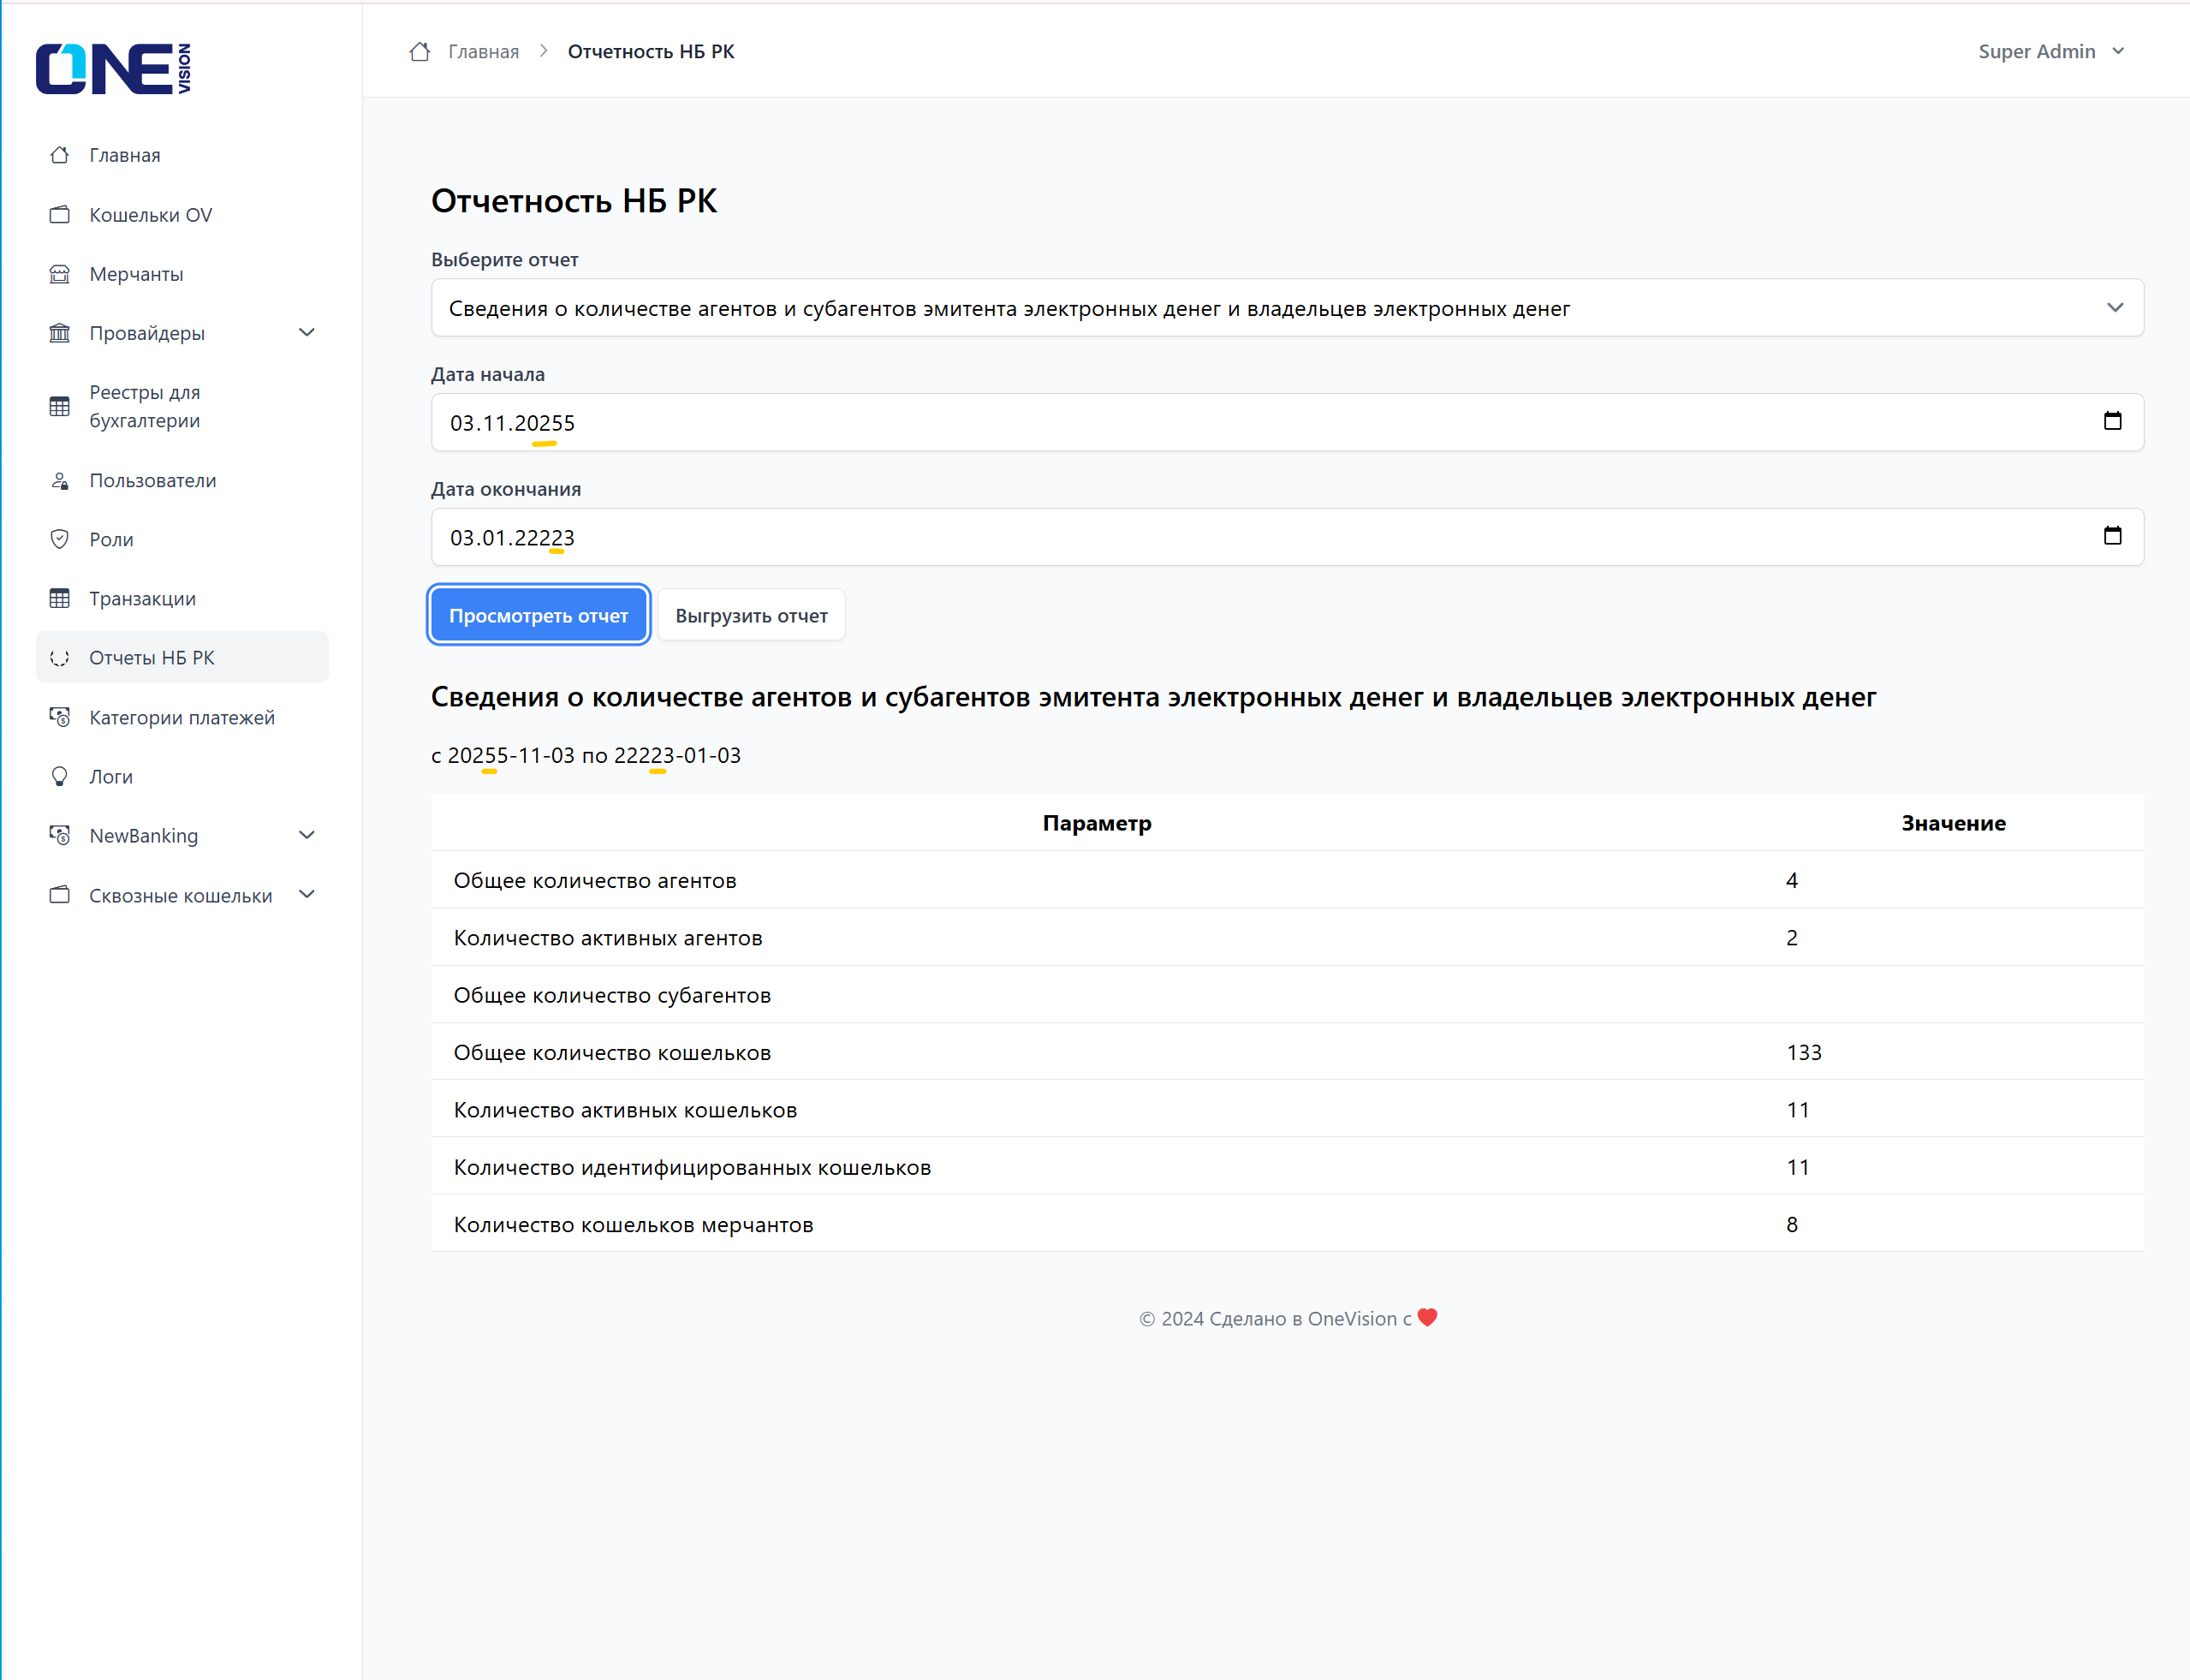 ONE VISION
Главная
Отчетность НБ РК
Super Admin
Главная
Кошельки OV
Мерчанты
Провайдеры
Реестры для
бухгалтерии
Пользователи
Роли
Транзакции
Отчеты НБ РК
Категории платежей
Логи
NewBanking
Сквозные кошельки
Отчетность НБ РК
Выберите отчет
Сведения о количестве агентов и субагентов эмитента электронных денег и владельцев электронных денег
Дата начала
03.11.20255
Дата окончания
03.01.22223
Просмотреть отчет
Выгрузить отчет
Сведения о количестве агентов и субагентов эмитента электронных денег и владельцев электронных денег
с 20255-11-03 по 22223-01-03
Параметр Значение
Общее количество агентов 4
Количество активных агентов 2
Общее количество субагентов
Общее количество кошельков 133
Количество активных кошельков 11
Количество идентифицированных кошельков 11
Количество кошельков мерчантов 8
© 2024 Сделано в OneVision с ❤